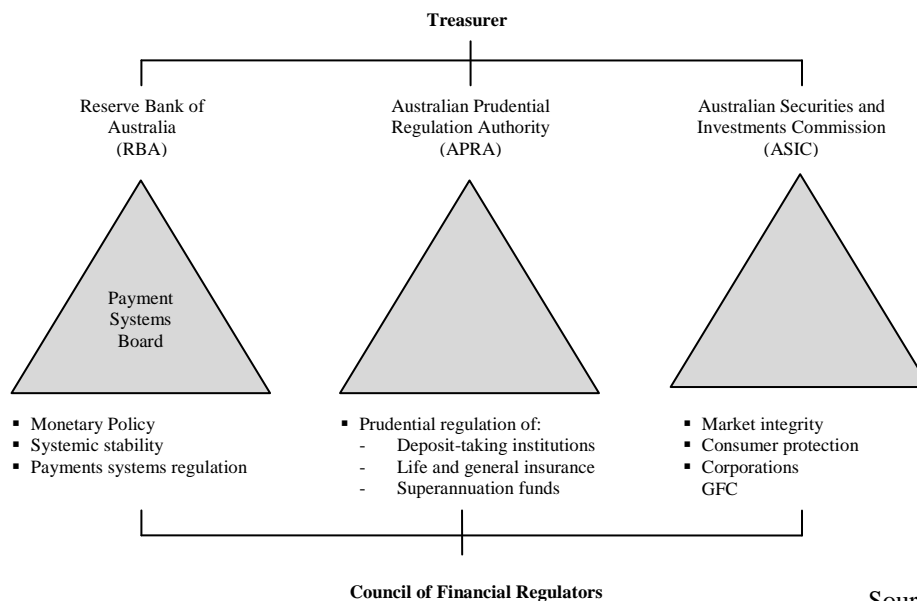 Treasurer
Reserve Bank of
Australia
(RBA)
Australian Prudential
Regulation Authority
(APRA)
Australian Securities and
Investments Commission
(ASIC)
Payment
Systems
Board
▪ Monetary Policy
▪ Systemic stability
▪ Payments systems regulation
▪ Prudential regulation of:
- Deposit-taking institutions
- Life and general insurance
- Superannuation funds
▪ Market integrity
▪ Consumer protection
▪ Corporations
GFC
Council of Financial Regulators